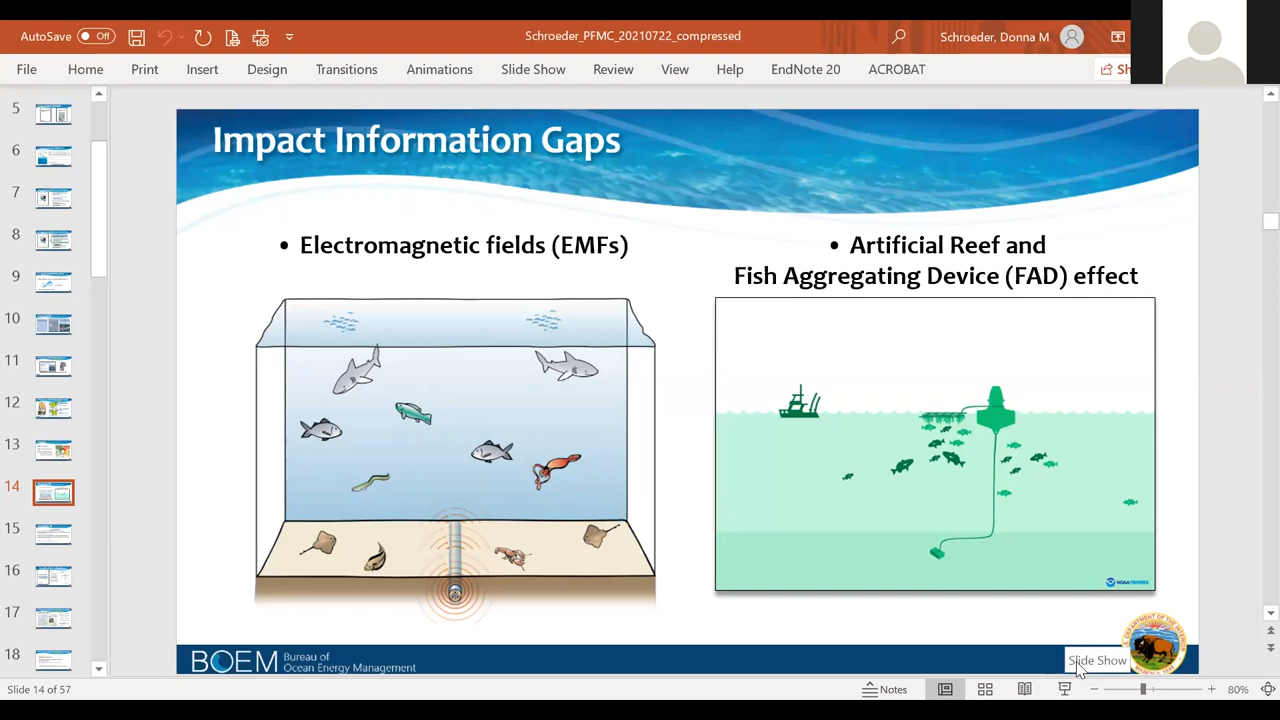 AutoSave
Off
Schroeder_PFMC_20210722_compressed
Schroeder, Donna M
File
Home
Print
Insert
Design
Transitions
Animations
Slide Show
Review
View
Help
EndNote 20
ACROBAT
5
6
7
8
9
10
11
12
13
14
15
16
17
18
Impact Information Gaps
• Electromagnetic fields (EMFs)
• Artificial Reef and
Fish Aggregating Device (FAD) effect
NOAA FISHERIES
BOEM
Bureau of
Ocean Energy Management
Slide Show
Slide 14 of 57
Notes
80%